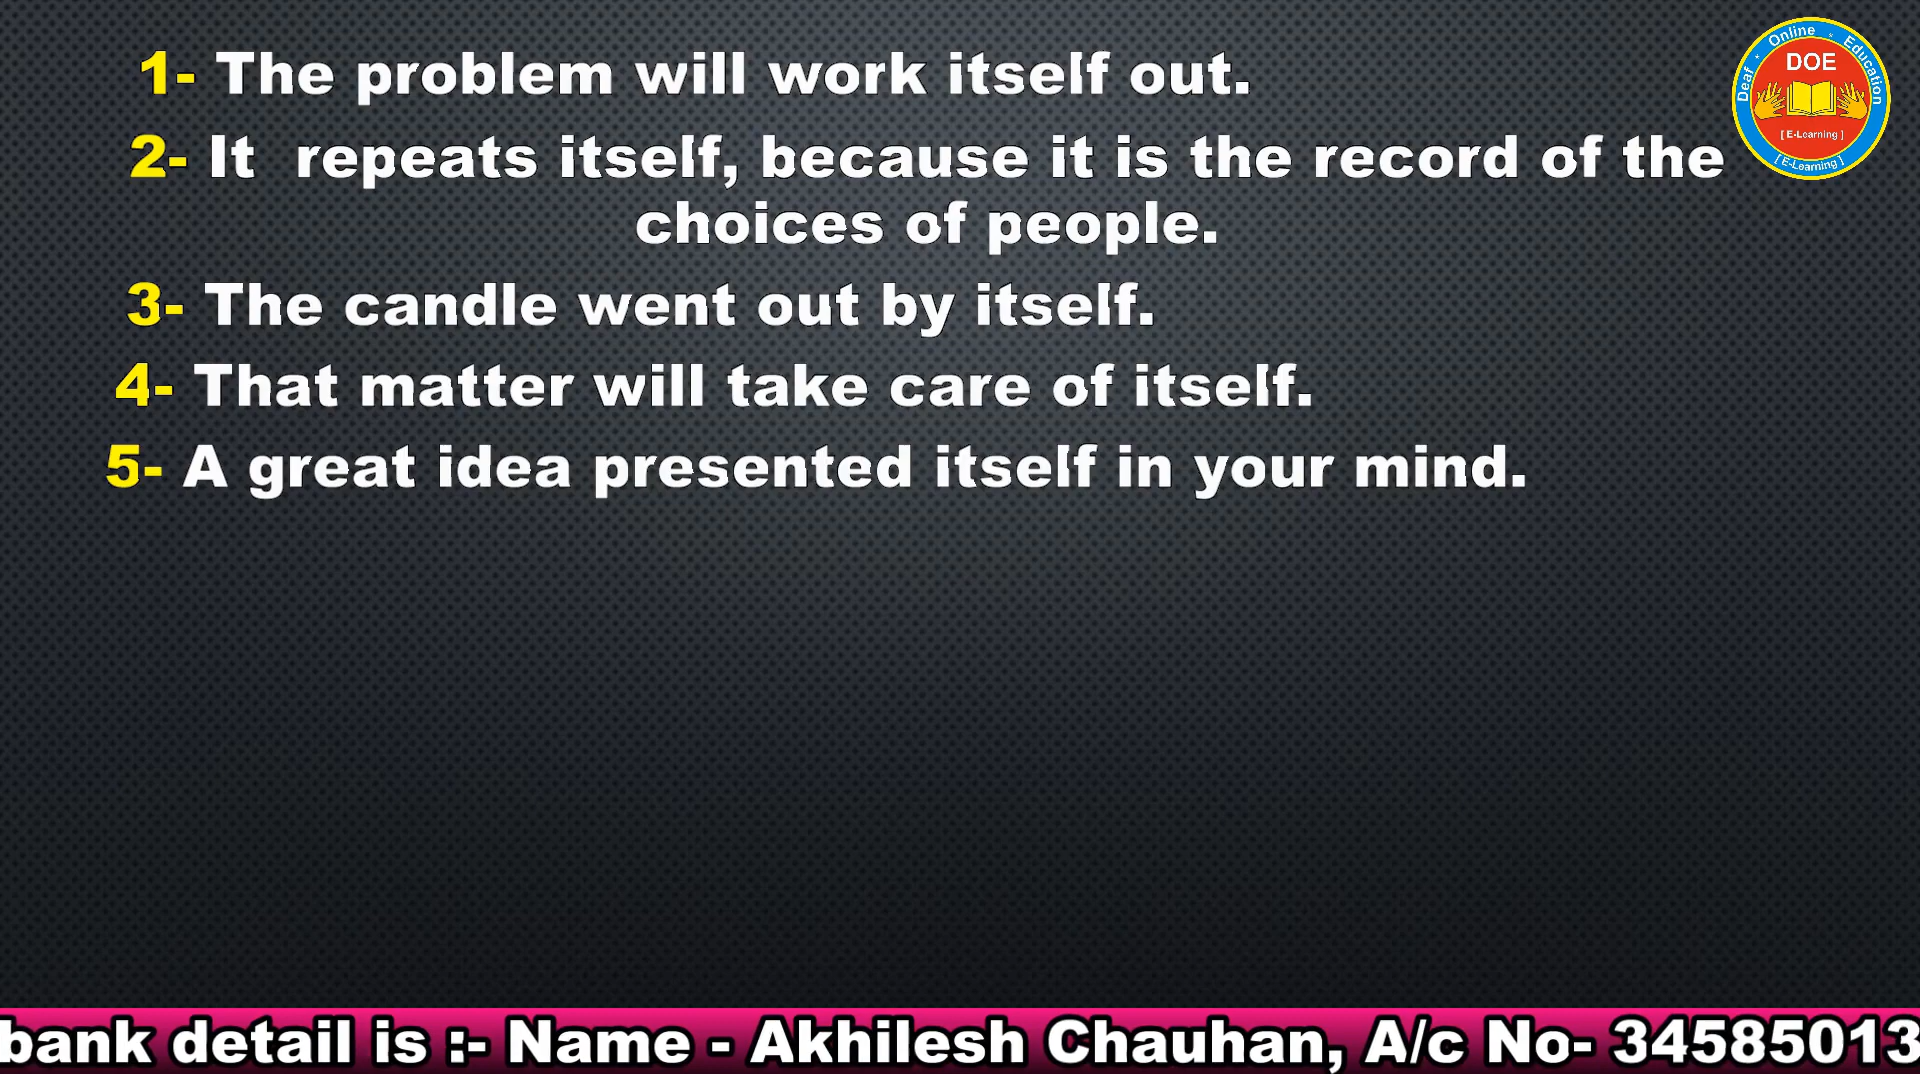 1- The problem will work itself out.
2- It repeats itself, because it is the record of the
choices of people.
3- The candle went out by itself.
4- That matter will take care of itself.
5- A great idea presented itself in your mind.
Deaf * Online * Education
DOE
[ E-Learning ]
[ E-Learning ]
bank detail is :- Name - Akhilesh Chauhan, A/c No- 34585013